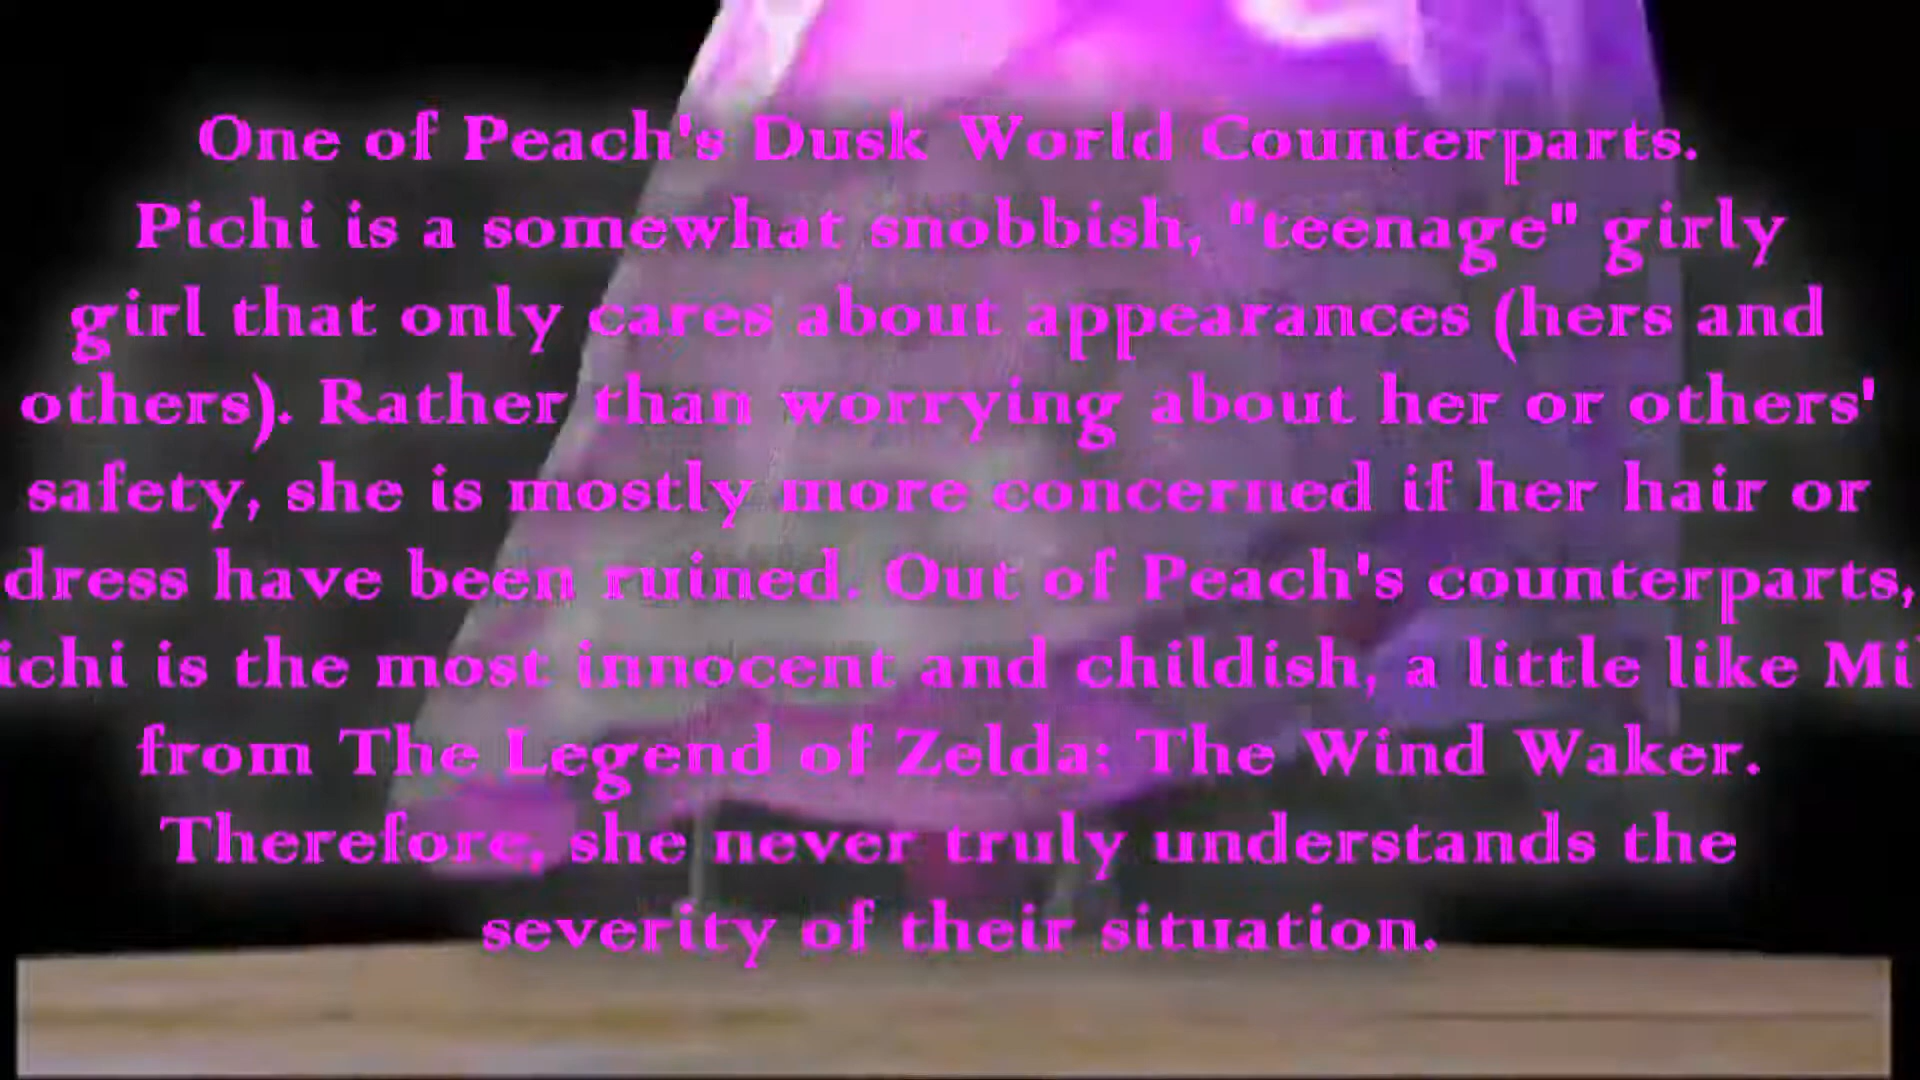 One of Peach's Dusk World Counterparts.
Pichi is a somewhat snobbish, "teenage" girly
girl that only cares about appearances (hers and
others). Rather than worrying about her or others'
safety, she is mostly more concerned if her hair or
dress have been ruined. Out of Peach's counterparts,
ichi is the most innocent and childish, a little like Mi
from The Legend of Zelda: The Wind Waker.
Therefore, she never truly understands the
severity of their situation.